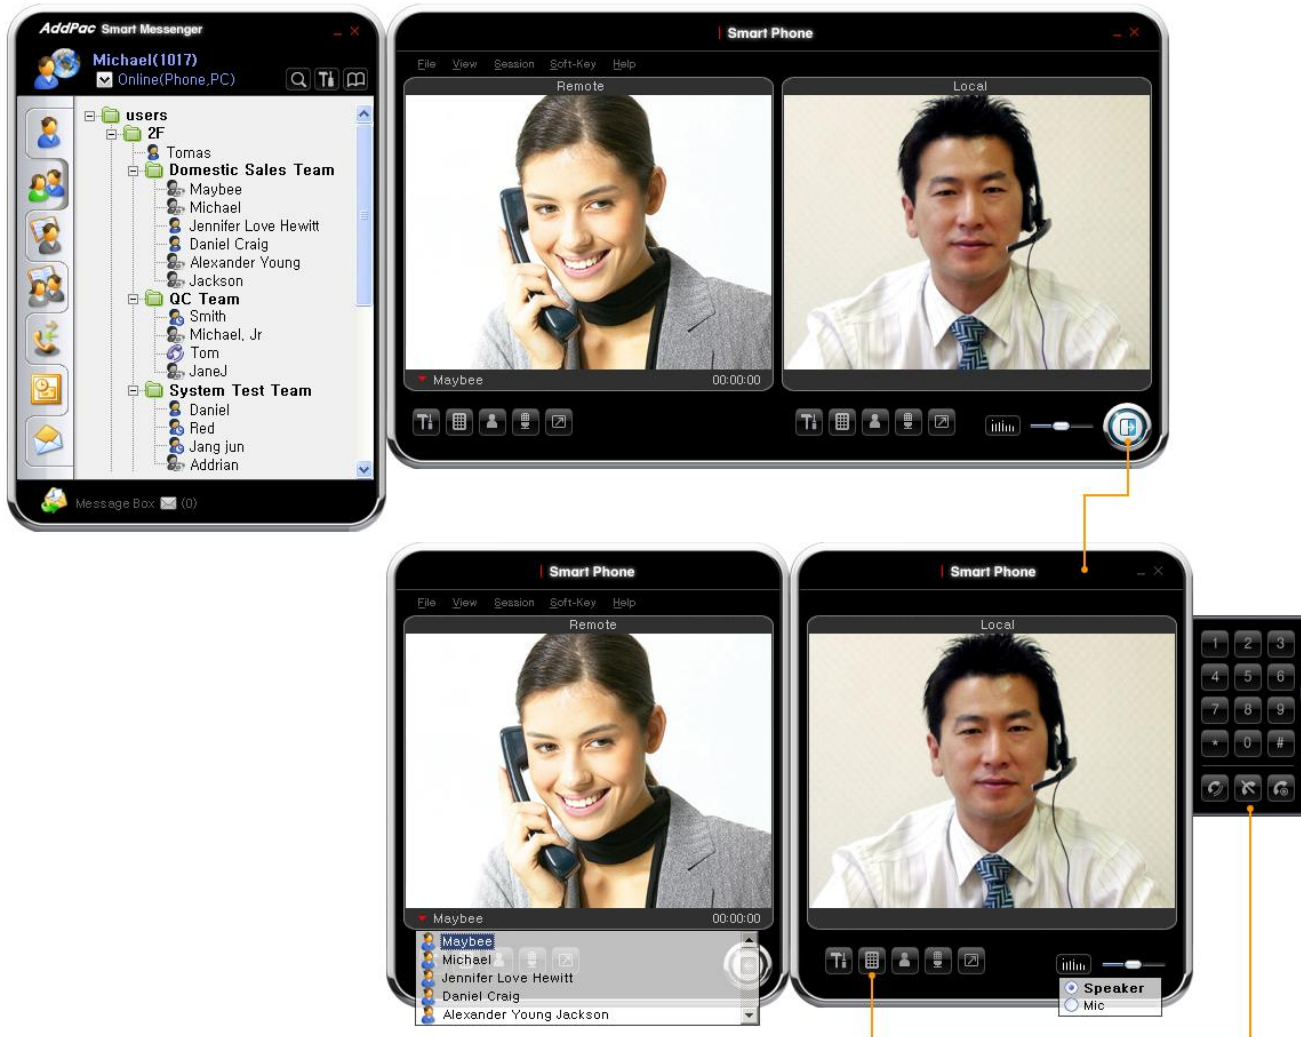 AddPac Smart Messenger
Michael(1017)
Online(Phone,PC)
users
2F
Tomas
Domestic Sales Team
Maybee
Michael
Jennifer Love Hewitt
Daniel Craig
Alexander Young
Jackson
QC Team
Smith
Michael, Jr
Tom
JaneJ
System Test Team
Daniel
Red
Jang jun
Addrian
Message Box (0)
Smart Phone
File View Session Soft-Key Help
Remote
Local
Maybee 00:00:00
Smart Phone
File View Session Soft-Key Help
Remote
Maybee 00:00:00
Maybee
Michael
Jennifer Love Hewitt
Daniel Craig
Alexander Young Jackson
Smart Phone
Local
Speaker
Mic
1 2 3
4 5 6
7 8 9
* 0 #